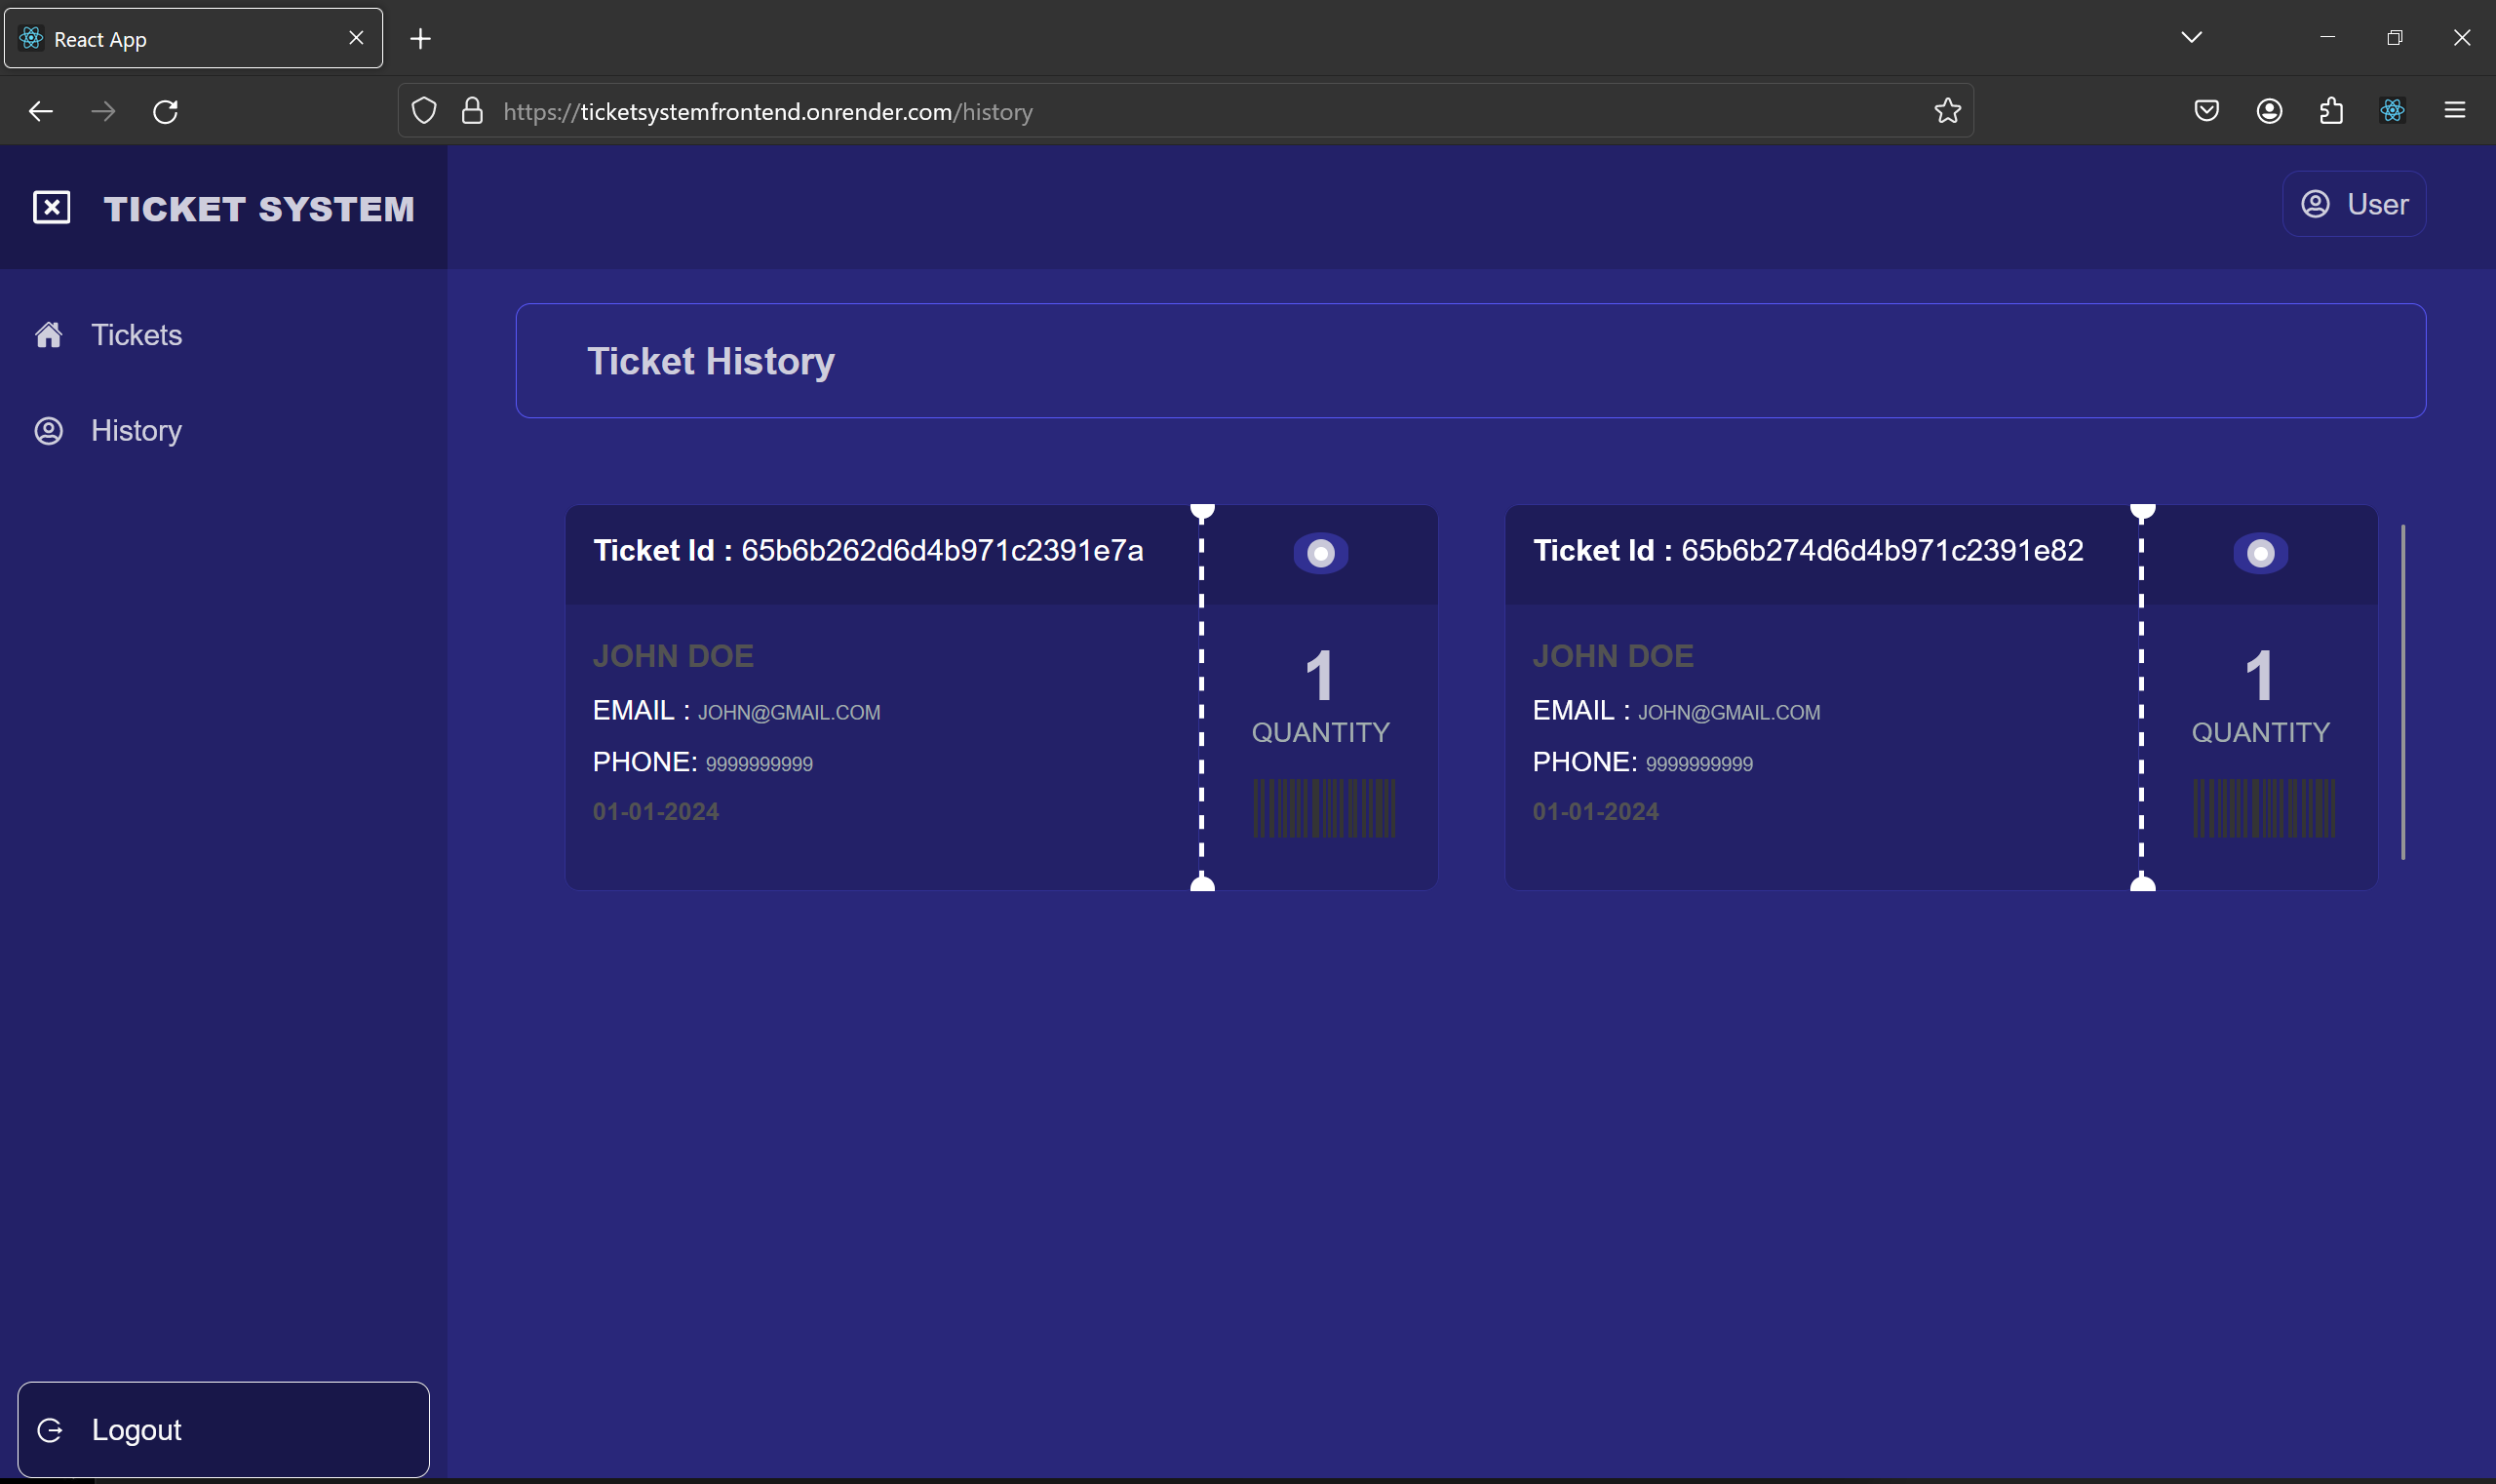 React App
https://ticketsystemfrontend.onrender.com/history
TICKET SYSTEM
User
Tickets
History
Ticket History
Ticket Id : 65b6b262d6d4b971c2391e7a
JOHN DOE
EMAIL : JOHN@GMAIL.COM
PHONE: 9999999999
01-01-2024
1
QUANTITY
Ticket Id : 65b6b274d6d4b971c2391e82
JOHN DOE
EMAIL : JOHN@GMAIL.COM
PHONE: 9999999999
01-01-2024
1
QUANTITY
Logout